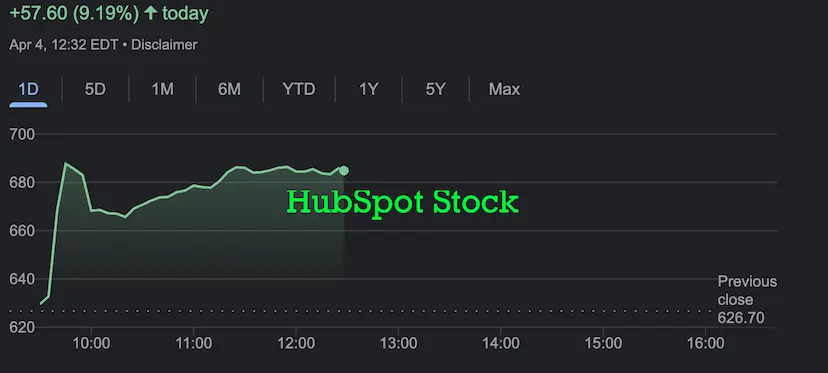 +57.60 (9.19%) ↑ today
Apr 4, 12:32 EDT • Disclaimer
1D 5D 1M 6M YTD 1Y 5Y Max
700
680
HubSpot Stock
660
640
Previous
close
626.70
620
10:00 11:00 12:00 13:00 14:00 15:00 16:00